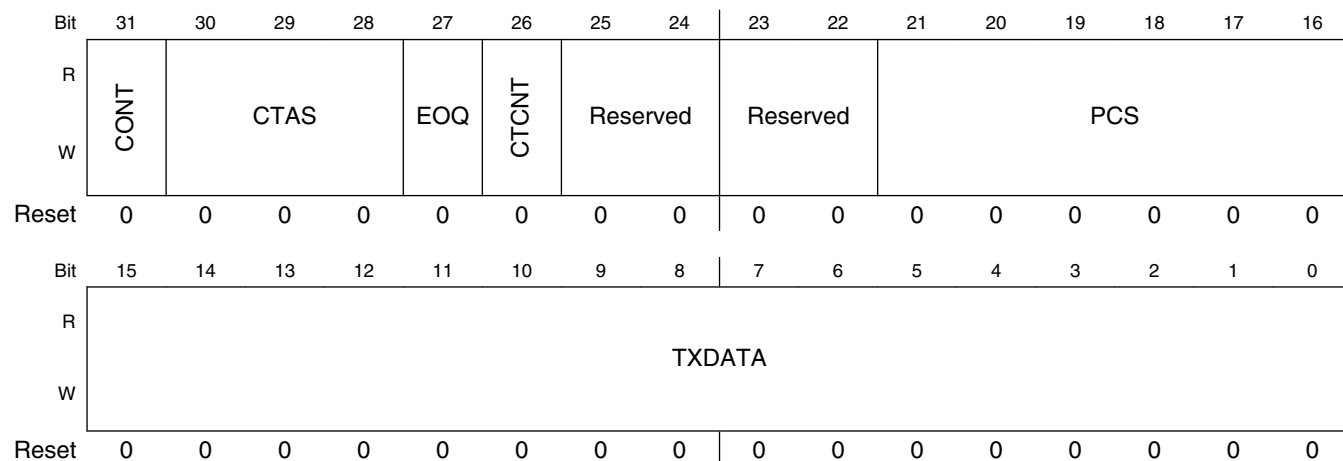 Bit 31 30 29 28 27 26 25 24 23 22 21 20 19 18 17 16
R
CONT CTAS EOQ CTCNT Reserved Reserved PCS
W
Reset 0 0 0 0 0 0 0 0 0 0 0 0 0 0 0 0
Bit 15 14 13 12 11 10 9 8 7 6 5 4 3 2 1 0
R
TXDATA
W
Reset 0 0 0 0 0 0 0 0 0 0 0 0 0 0 0 0